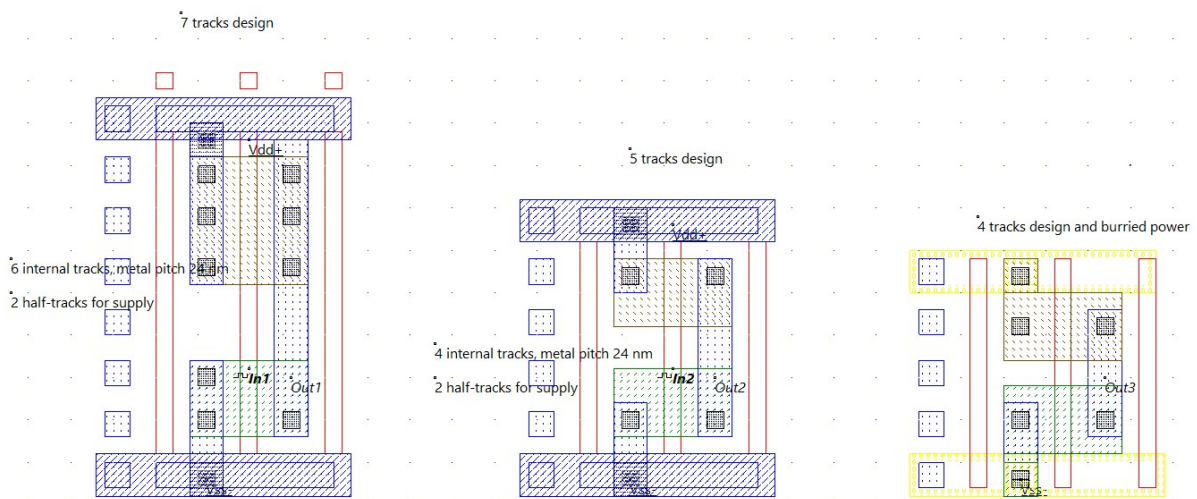 7 tracks design
Vdd+
6 internal tracks, metal pitch 24 nm
2 half-tracks for supply
In1
Out1
Vss-
5 tracks design
Vdd+
4 internal tracks, metal pitch 24 nm
2 half-tracks for supply
In2
Out2
Vss-
4 tracks design and burried power
Out3
Vss-